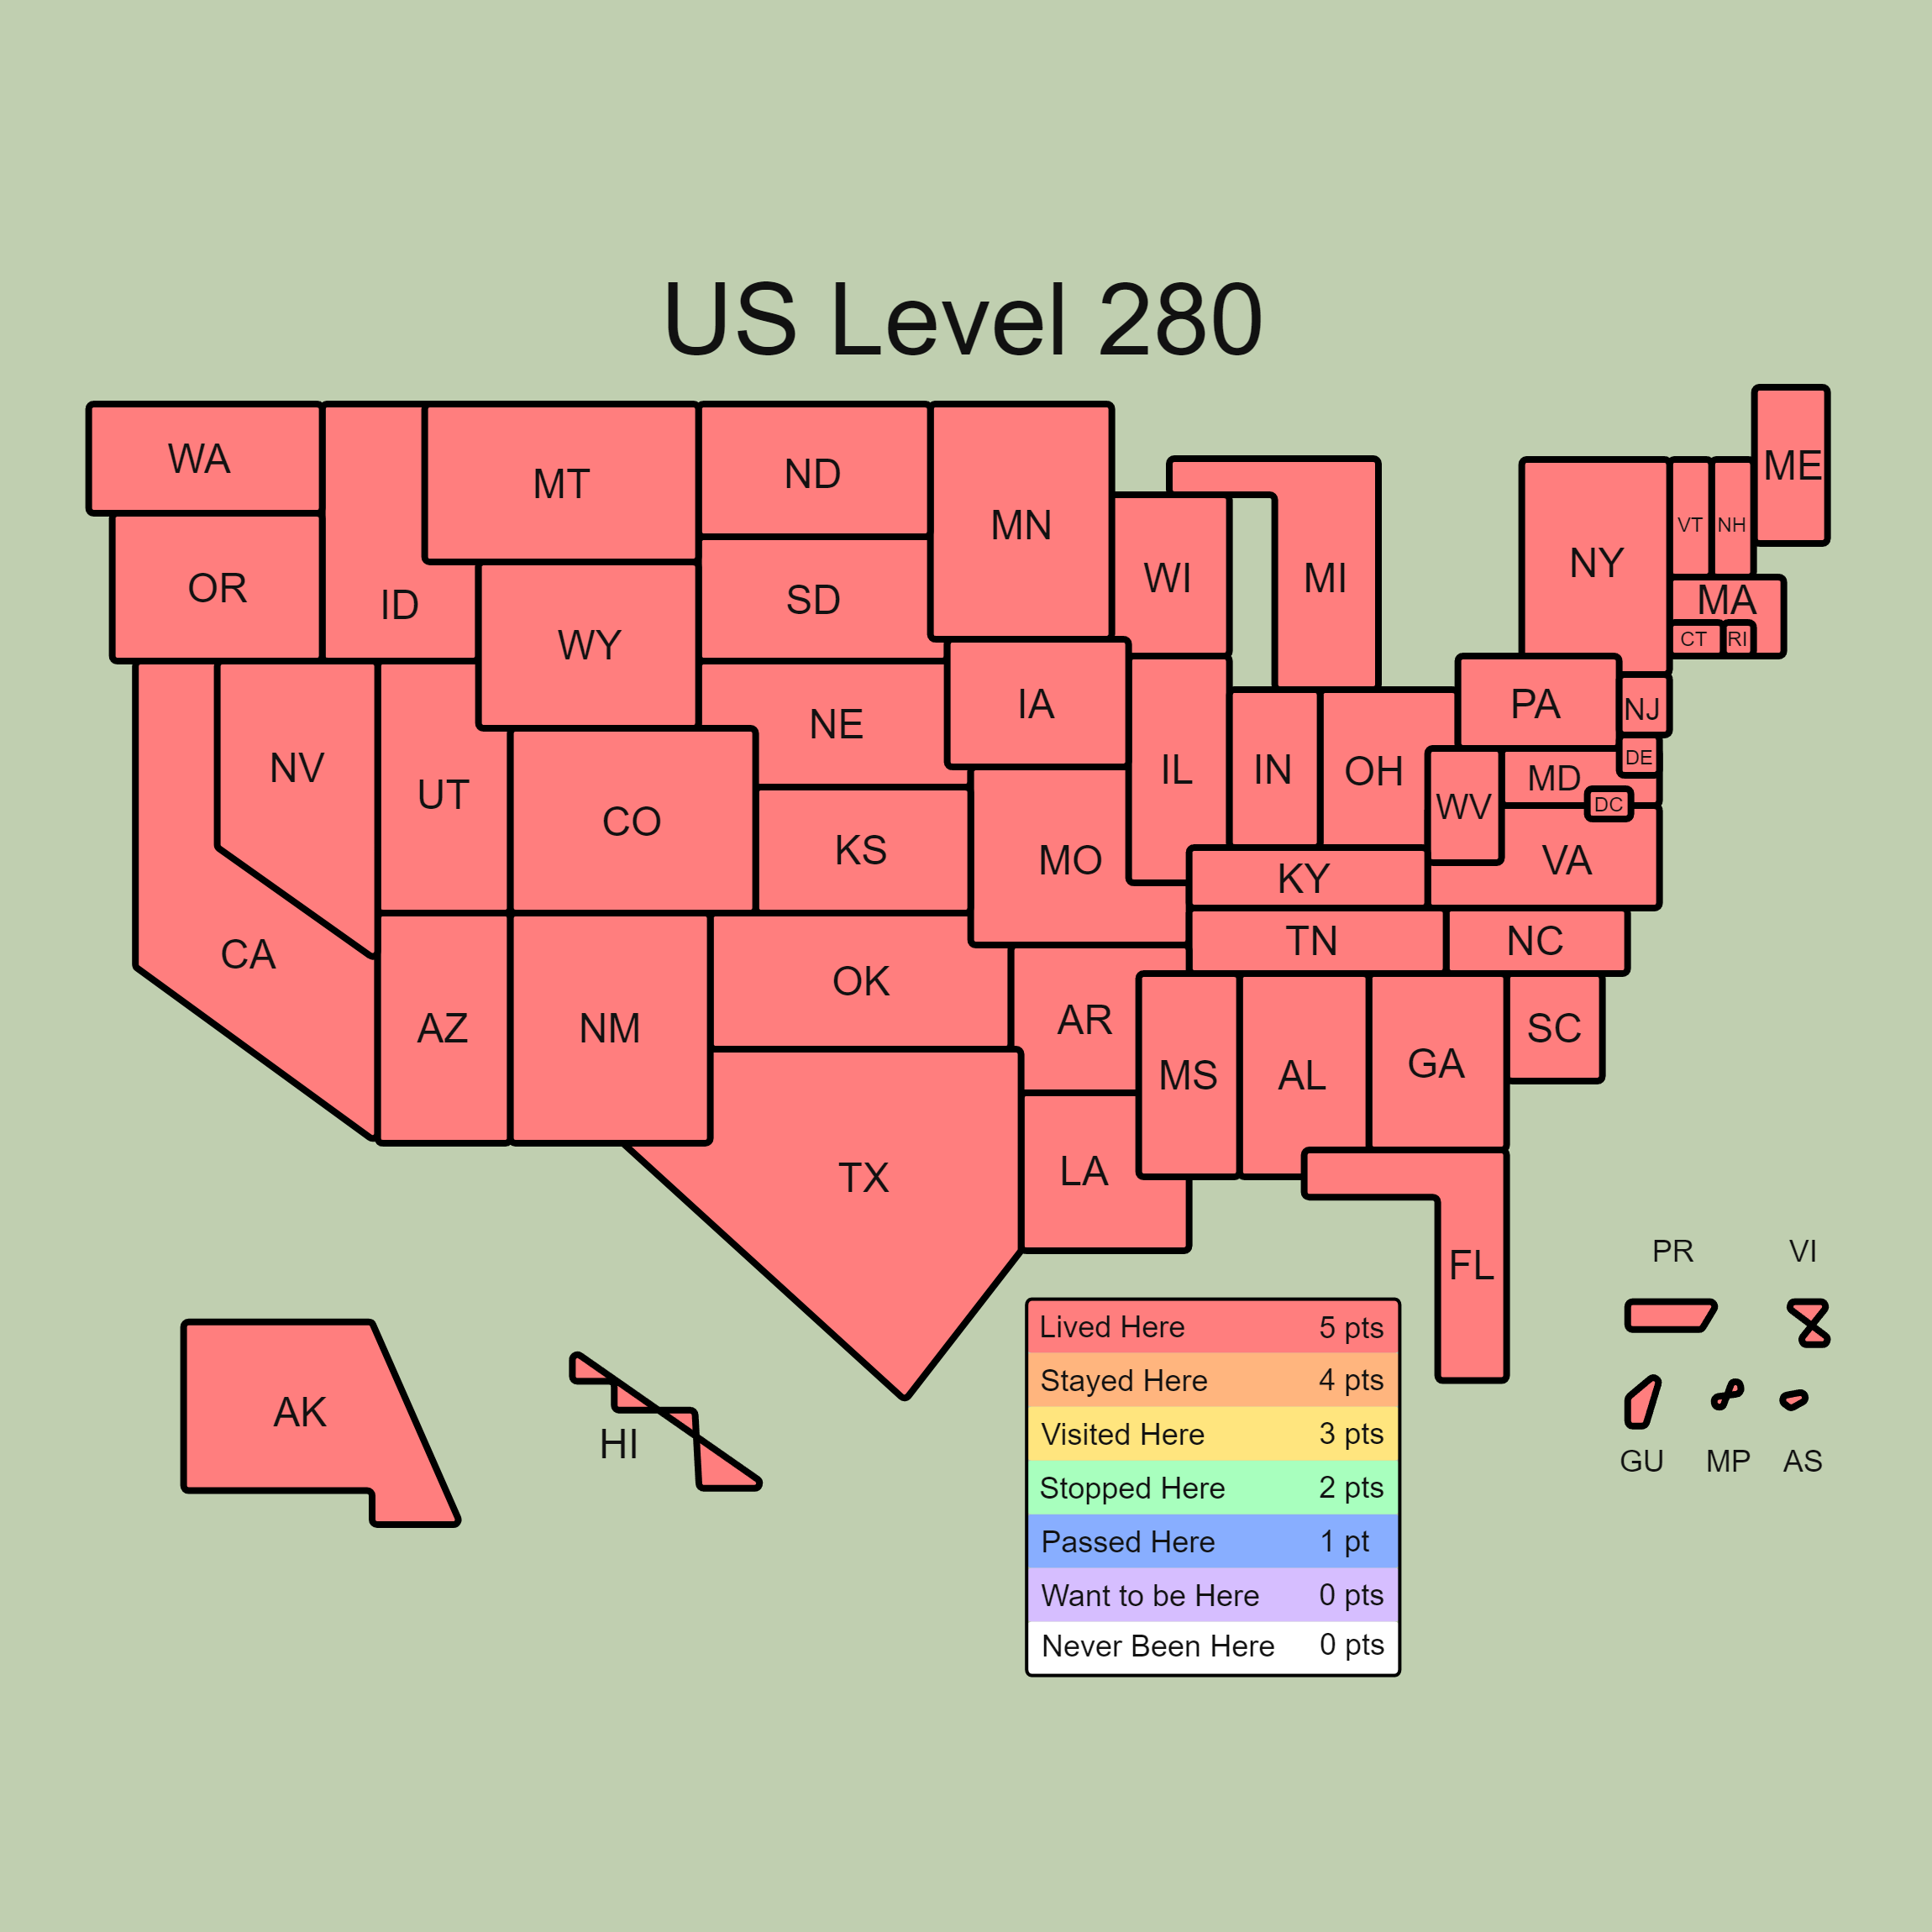 US Level 280
WA
MT
ND
MN
ME
OR
ID
SD
WI
MI
NY
VT
NH
WY
MA
CT
RI
NV
UT
CO
NE
IA
IL
IN
OH
PA
NJ
DE
MD
DC
WV
VA
KS
MO
KY
CA
AZ
NM
OK
AR
TN
NC
TX
LA
MS
AL
GA
SC
FL
AK
HI
PR
VI
GU
MP
AS
Lived Here 5 pts
Stayed Here 4 pts
Visited Here 3 pts
Stopped Here 2 pts
Passed Here 1 pt
Want to be Here 0 pts
Never Been Here 0 pts